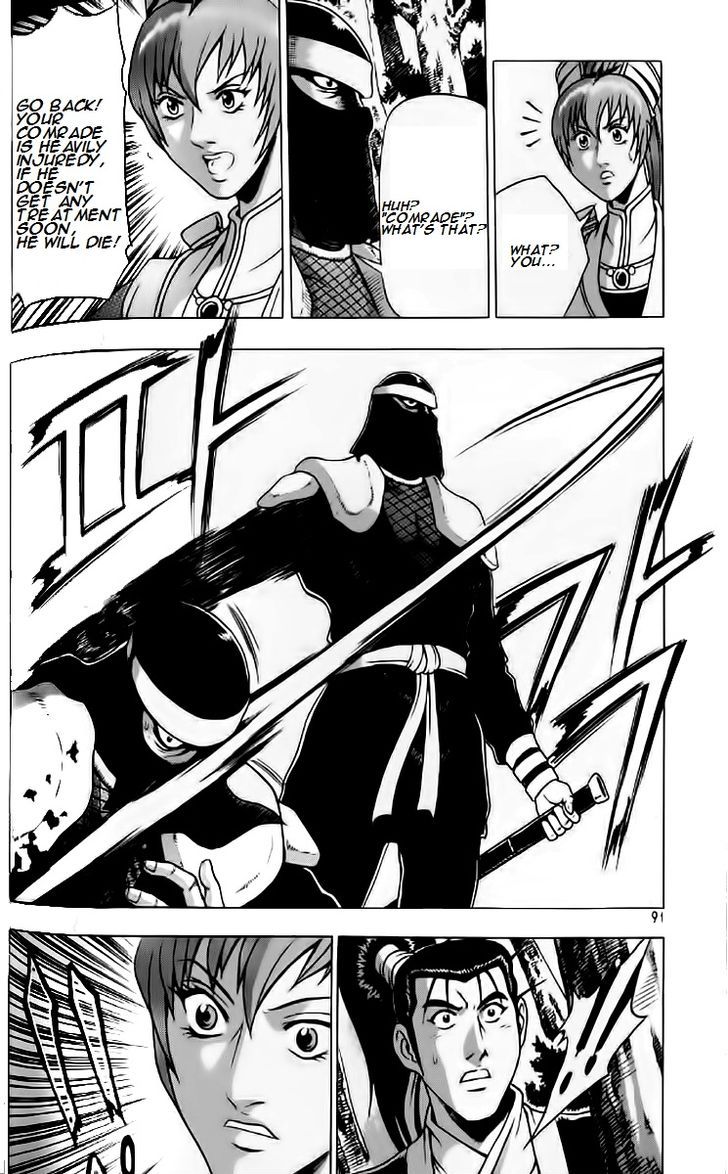 GO BACK!
YOUR
COMRADE
IS HEAVILY
INJUREDY,
IF HE
DOESN'T
GET ANY
TREATMENT
SOON,
HE WILL DIE!
HUH?
"COMRADE"?
WHAT'S THAT?
WHAT?
YOU...
파
91
!!